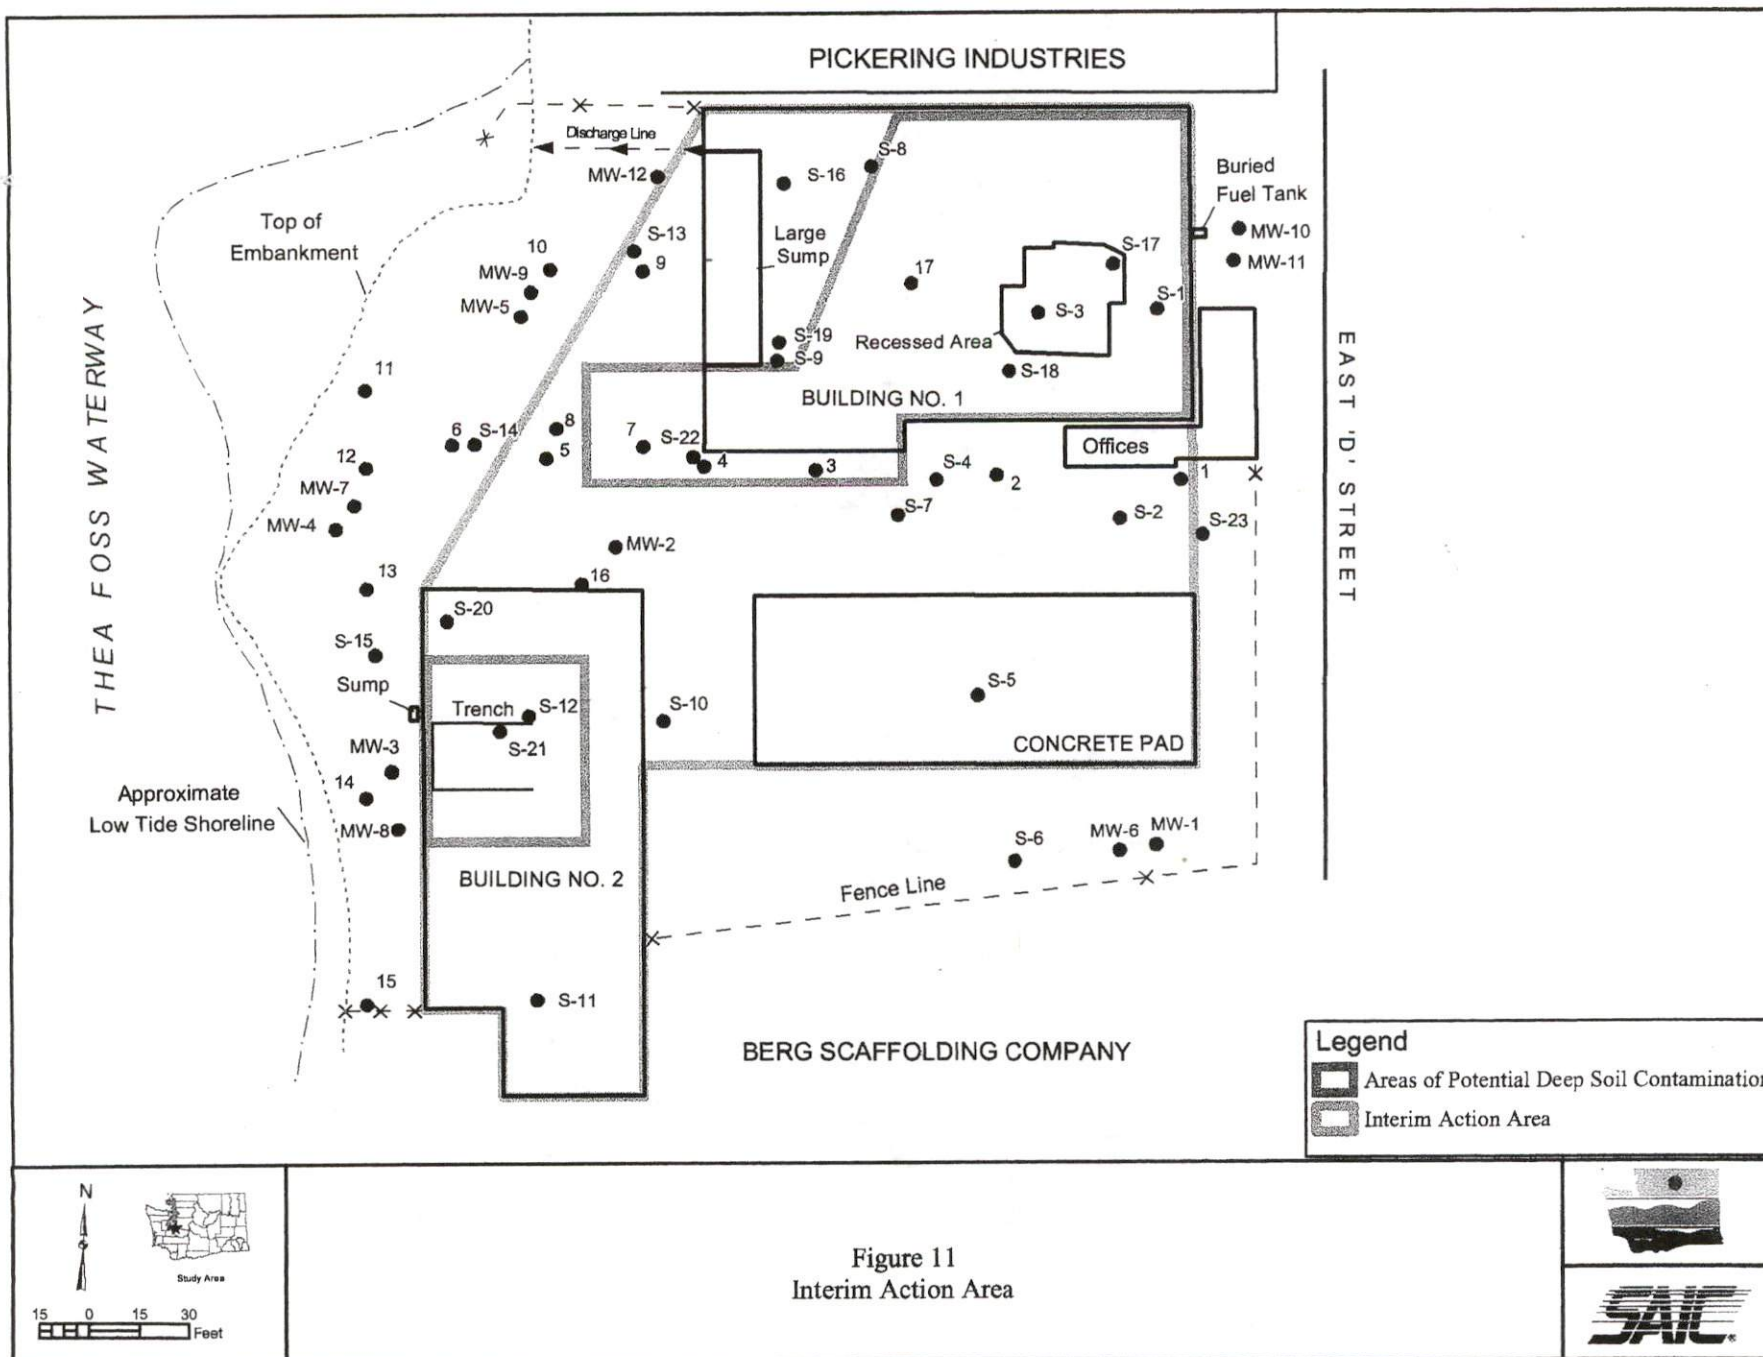 PICKERING INDUSTRIES
Discharge Line
MW-12
S-16
S-8
Buried
Fuel Tank
MW-10
MW-11
Top of
Embankment
S-13
10
9
MW-9
MW-5
Large
Sump
17
S-17
S-3
S-1
S-19
S-9
Recessed Area
S-18
BUILDING NO. 1
11
6
S-14
8
5
7
S-22
4
3
S-4
2
Offices
1
S-7
S-2
S-23
12
MW-7
MW-4
MW-2
16
13
THEA FOSS WATERWAY
EAST 'D' STREET
S-20
S-15
Sump
Trench
S-12
S-21
S-10
S-5
CONCRETE PAD
MW-3
14
MW-8
Approximate
Low Tide Shoreline
S-6
MW-6
MW-1
BUILDING NO. 2
Fence Line
15
S-11
BERG SCAFFOLDING COMPANY
Legend
Areas of Potential Deep Soil Contamination
Interim Action Area
N
Study Area
15 0 15 30
Feet
Figure 11
Interim Action Area
SAIC®